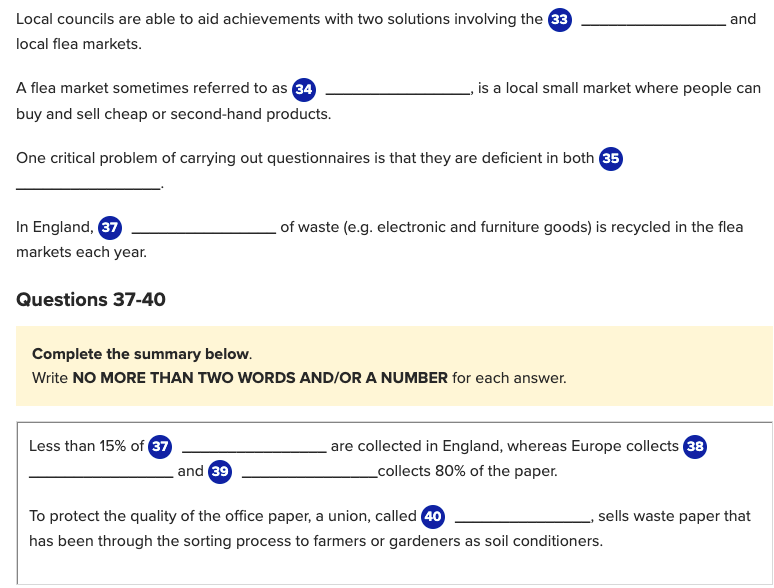 Local councils are able to aid achievements with two solutions involving the 33 ________________ and
local flea markets.
A flea market sometimes referred to as 34 ________________, is a local small market where people can
buy and sell cheap or second-hand products.
One critical problem of carrying out questionnaires is that they are deficient in both 35
________________.
In England, 37 ________________ of waste (e.g. electronic and furniture goods) is recycled in the flea
markets each year.
Questions 37-40
Complete the summary below.
Write NO MORE THAN TWO WORDS AND/OR A NUMBER for each answer.
Less than 15% of 37 ________________ are collected in England, whereas Europe collects 38
________________ and 39 _______________collects 80% of the paper.
To protect the quality of the office paper, a union, called 40 _______________, sells waste paper that
has been through the sorting process to farmers or gardeners as soil conditioners.